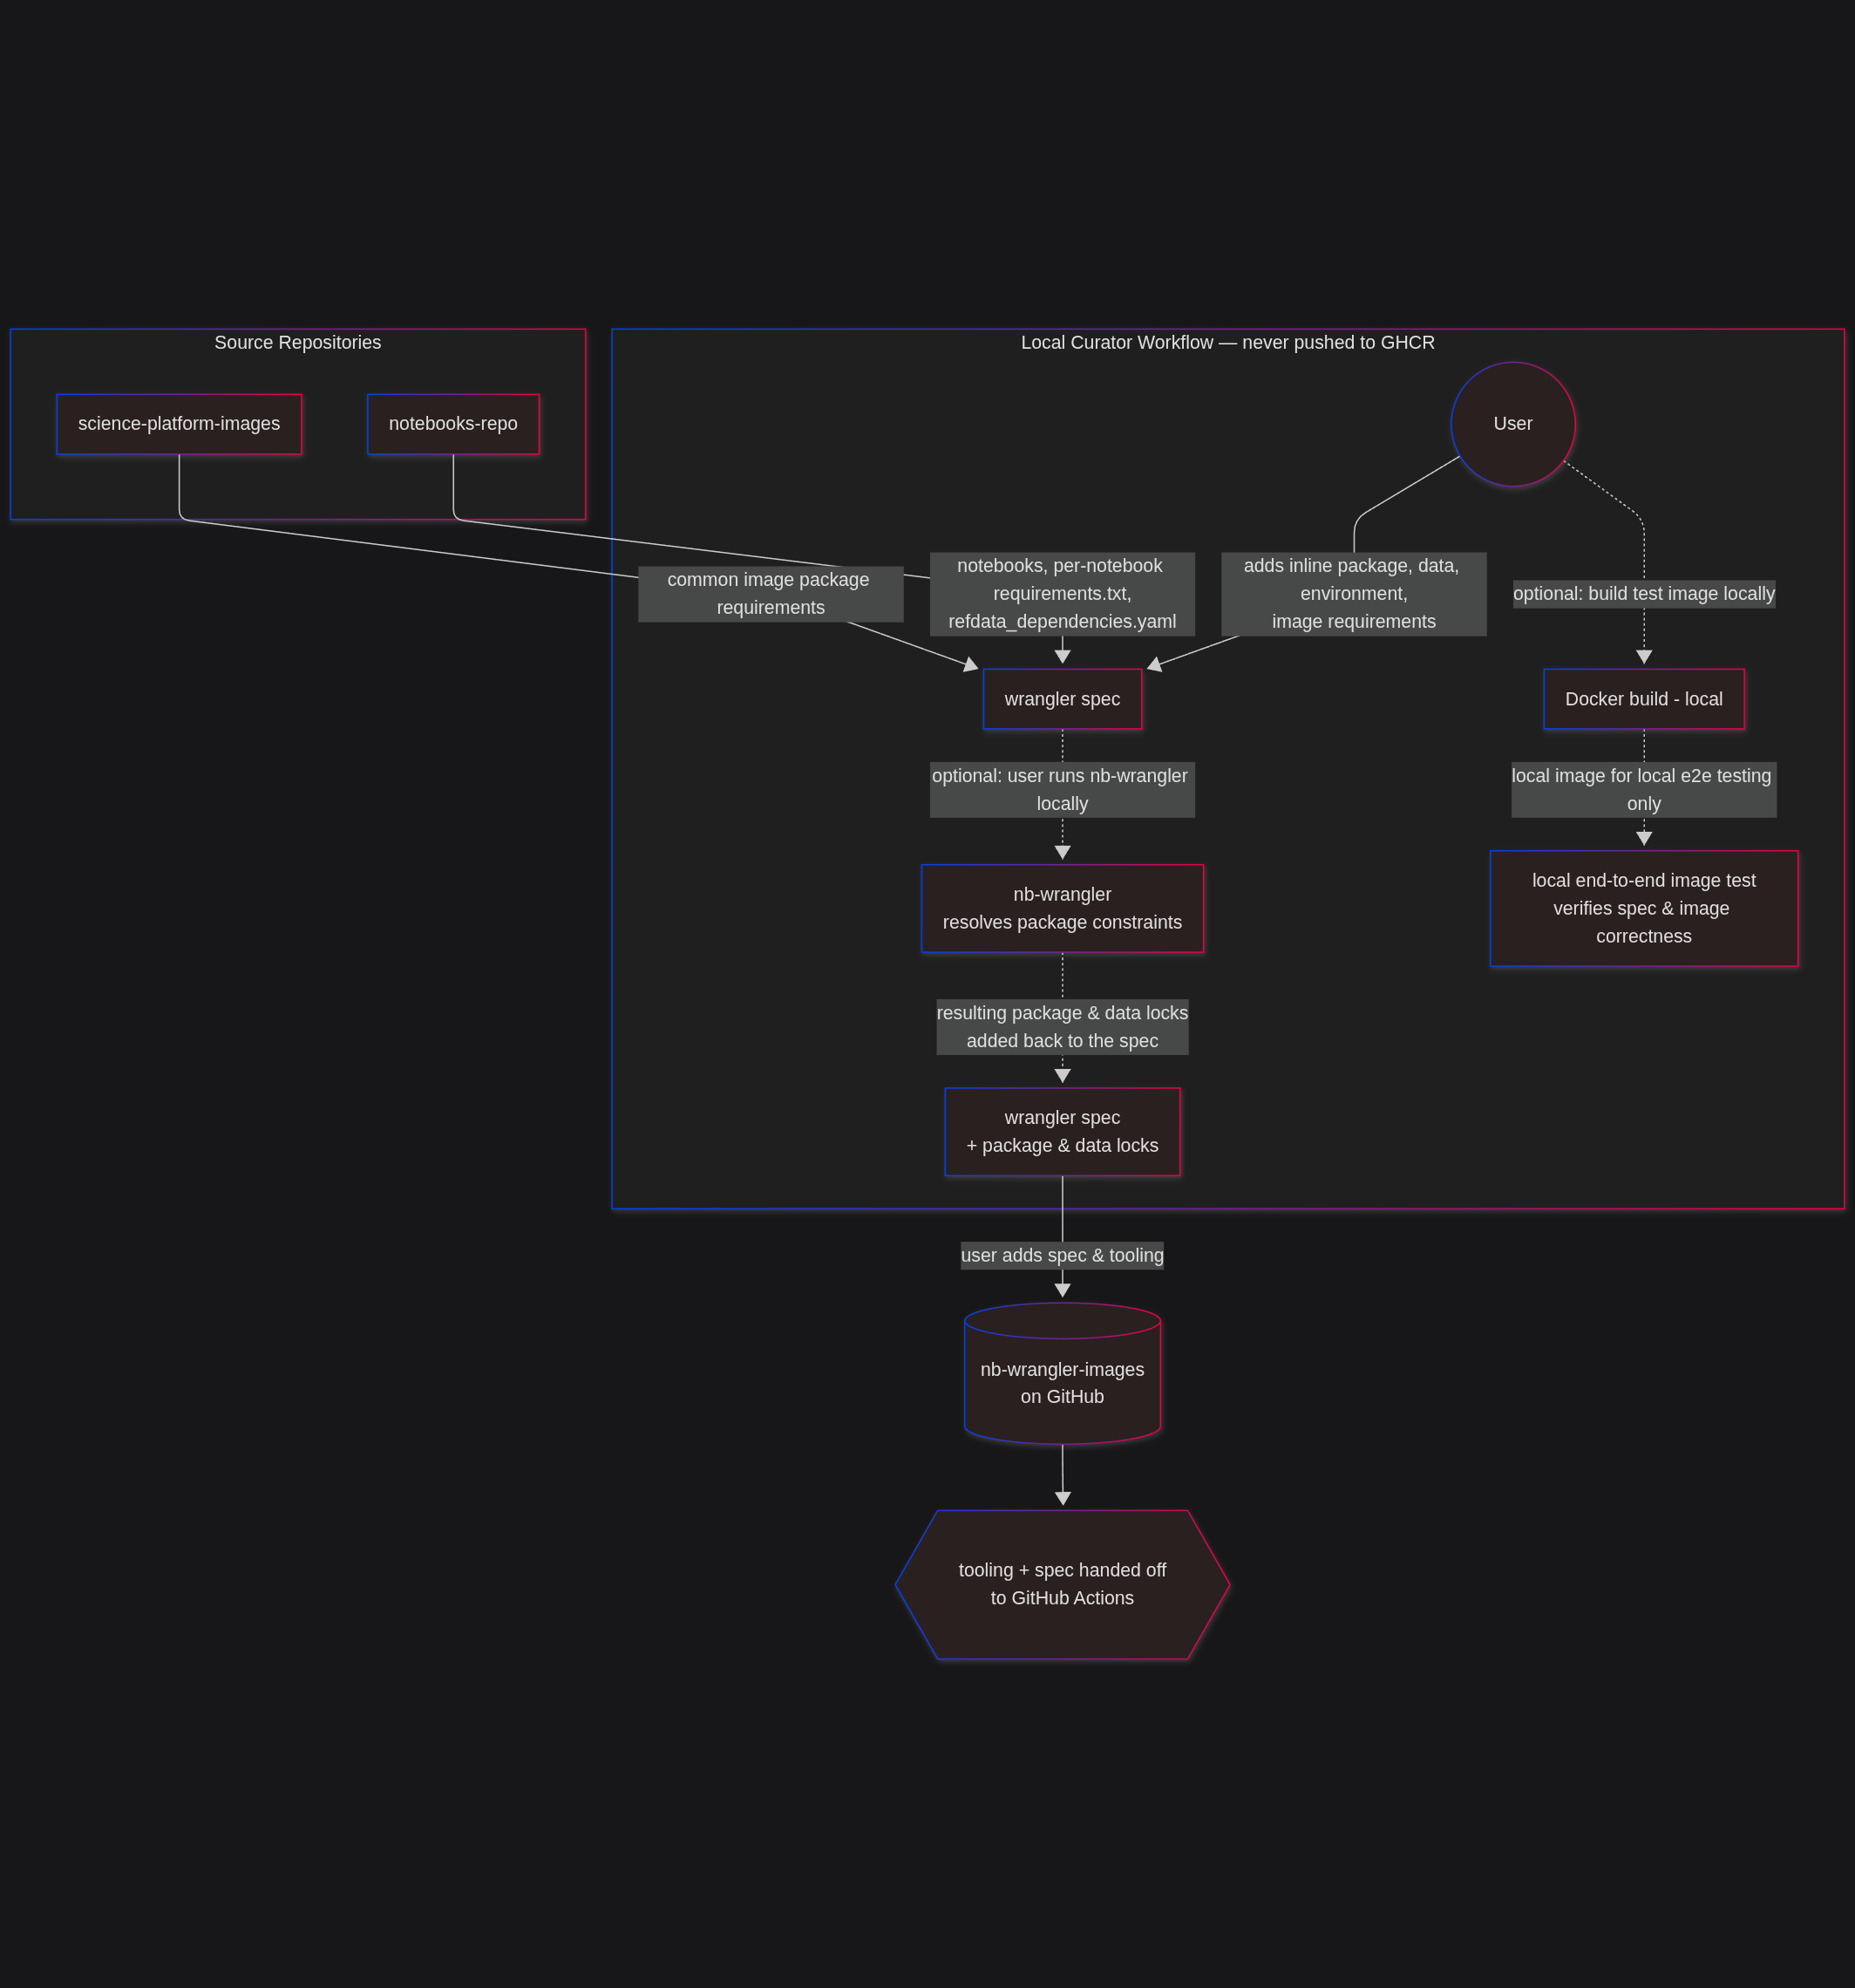 Source Repositories
science-platform-images
notebooks-repo
Local Curator Workflow — never pushed to GHCR
User
common image package
requirements
notebooks, per-notebook
requirements.txt,
refdata_dependencies.yaml
adds inline package, data,
environment,
image requirements
optional: build test image locally
wrangler spec
Docker build - local
optional: user runs nb-wrangler
locally
local image for local e2e testing
only
nb-wrangler
resolves package constraints
local end-to-end image test
verifies spec & image
correctness
resulting package & data locks
added back to the spec
wrangler spec
+ package & data locks
user adds spec & tooling
nb-wrangler-images
on GitHub
tooling + spec handed off
to GitHub Actions